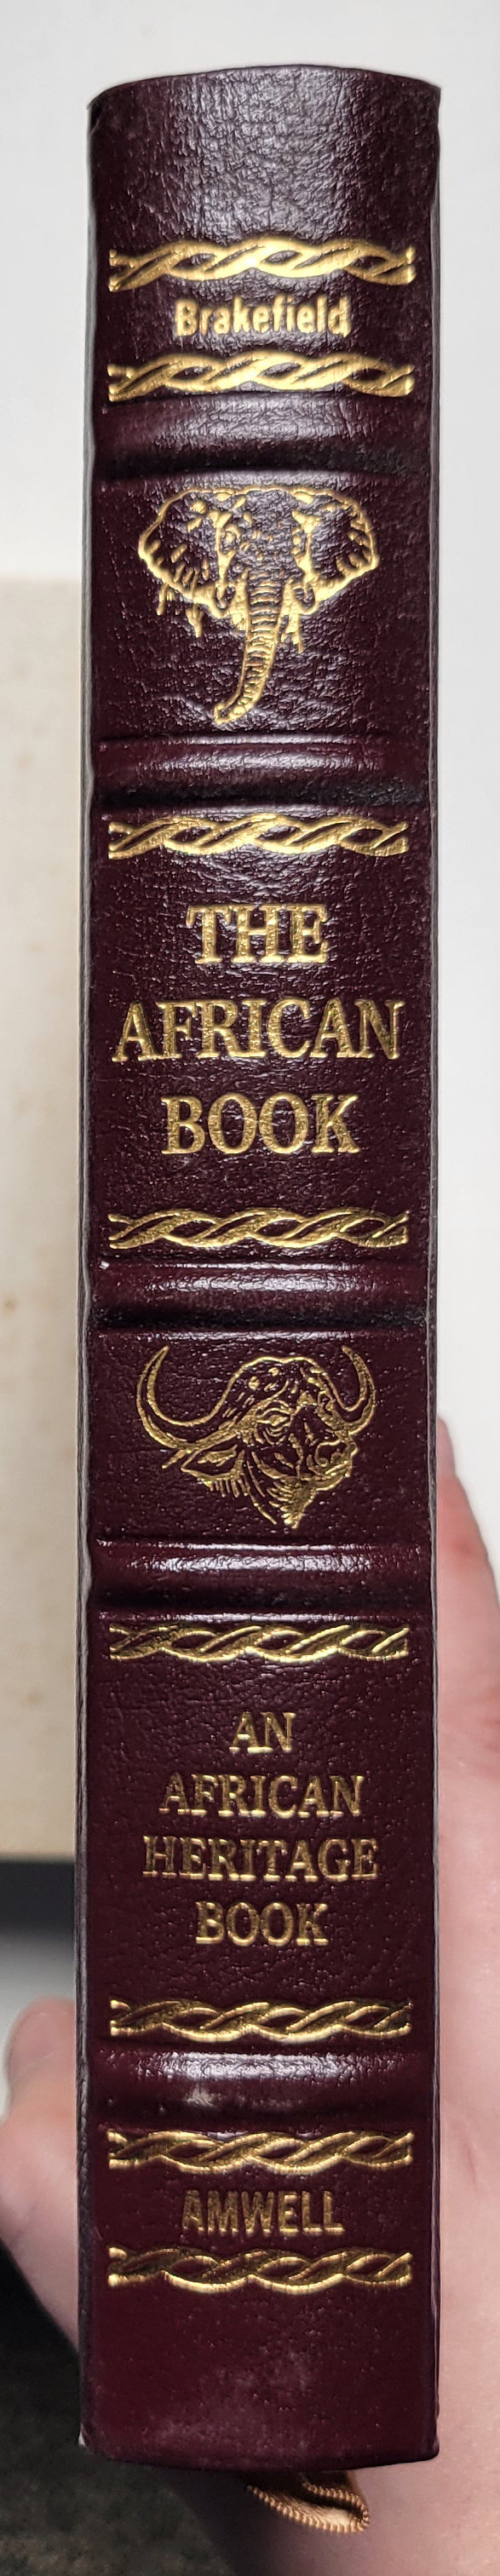 Brakefield
THE
AFRICAN
BOOK
AN
AFRICAN
HERITAGE
BOOK
AMWELL